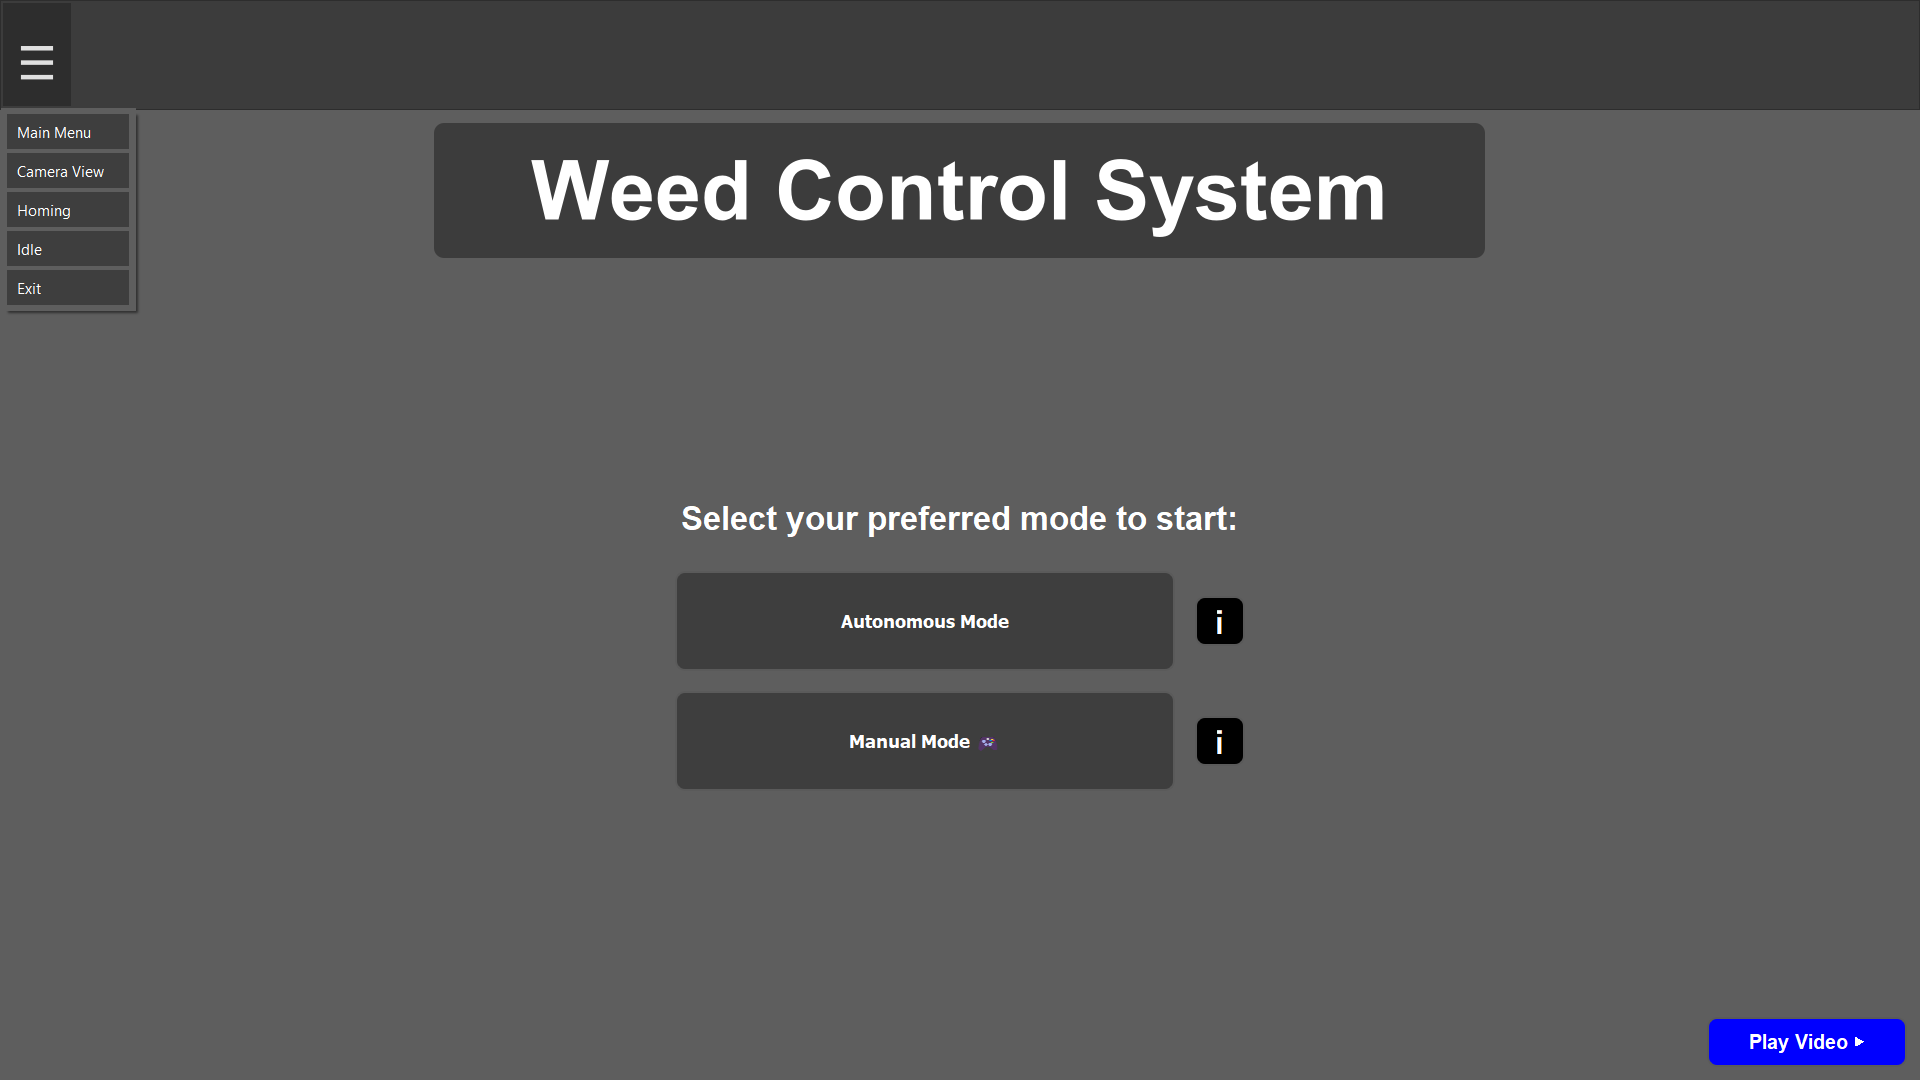 Main Menu
Camera View
Homing
Idle
Exit
Weed Control System
Select your preferred mode to start:
Autonomous Mode
i
Manual Mode
i
Play Video